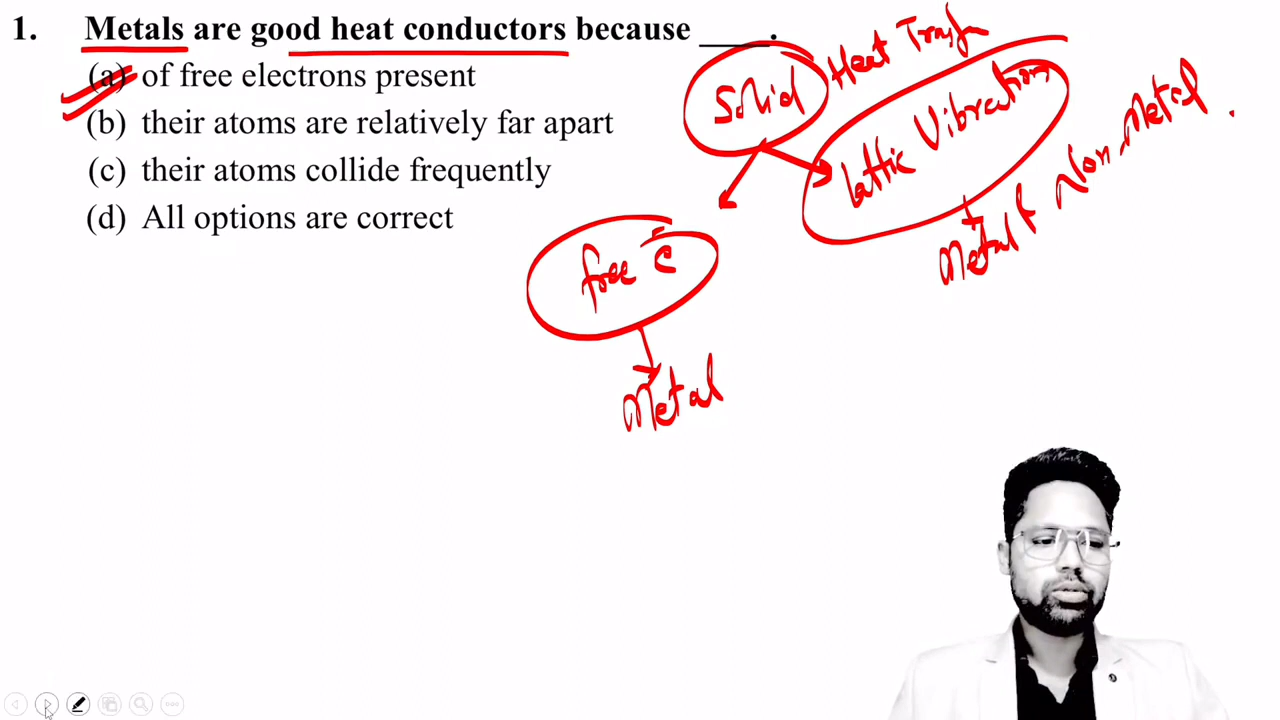 1. Metals are good heat conductors because ____.
(a) of free electrons present
(b) their atoms are relatively far apart
(c) their atoms collide frequently
(d) All options are correct
Solid Heat Transfer
lattic Vibration
Metal & Non Metal
free e-
Metal